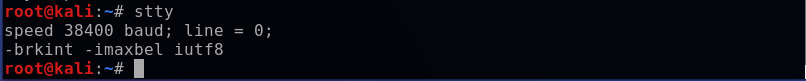 root@kali:~# stty
speed 38400 baud; line = 0;
-brkint -imaxbel iutf8
root@kali:~#